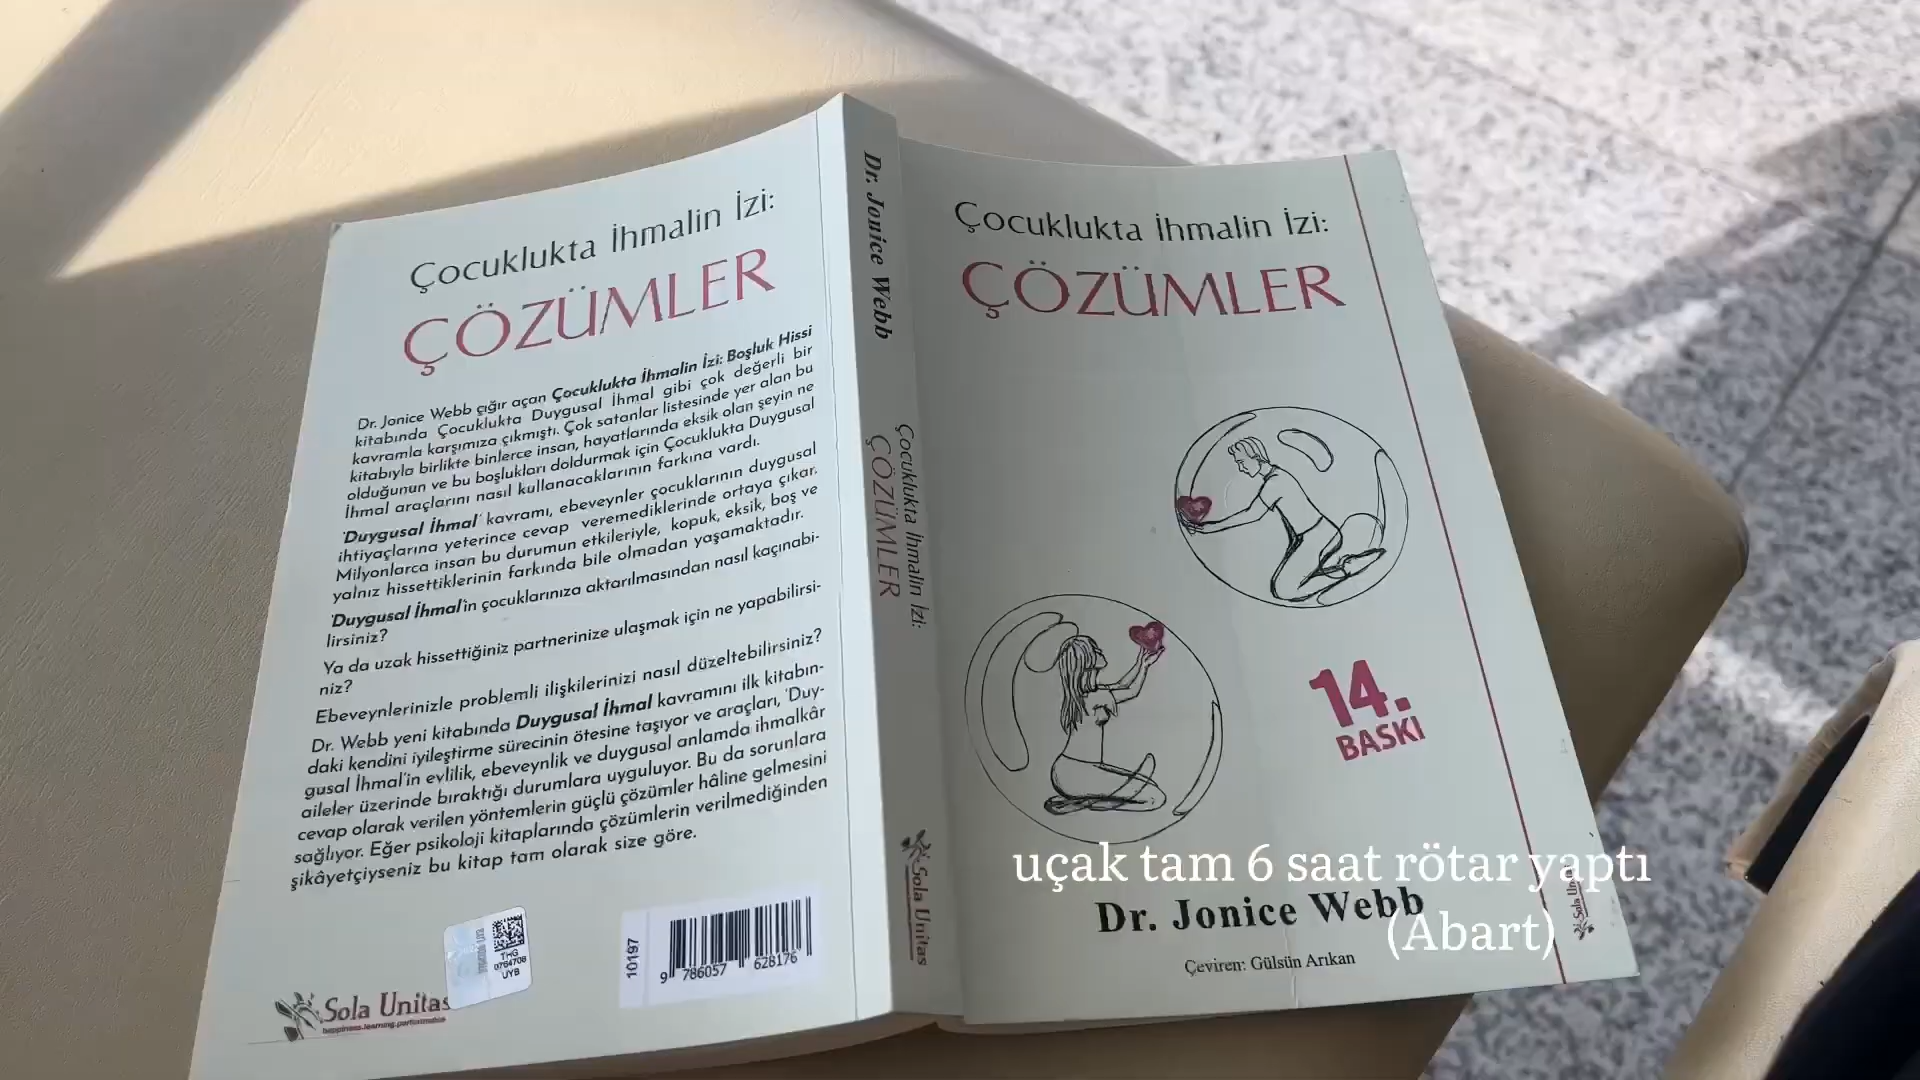 Çocuklukta İhmalin İzi:
ÇÖZÜMLER
Dr. Jonice Webb çığır açan Çocuklukta İhmalin İzi: Boşluk Hissi
kitabında Çocuklukta Duygusal İhmal gibi çok değerli bir
kavramla karşımıza çıkmıştı. Çok satanlar listesinde yer alan bu
kitabıyla birlikte binlerce insan, hayatlarında eksik olan şeyin ne
olduğunun ve bu boşlukları doldurmak için Çocuklukta Duygusal
İhmal araçlarını nasıl kullanacaklarının farkına vardı.
'Duygusal İhmal' kavramı, ebeveynler çocuklarının duygusal
ihtiyaçlarına yeterince cevap veremediklerinde ortaya çıkar.
Milyonlarca insan bu durumun etkileriyle, kopuk, eksik, boş ve
yalnız hissettiklerinin farkında bile olmadan yaşamaktadır.
'Duygusal İhmal'in çocuklarınıza aktarılmasından nasıl kaçınabi-
lirsiniz?
Ya da uzak hissettiğiniz partnerinize ulaşmak için ne yapabilirsi-
niz?
Ebeveynlerinizle problemli ilişkilerinizi nasıl düzeltebilirsiniz?
Dr. Webb yeni kitabında Duygusal İhmal kavramını ilk kitabın-
daki kendini iyileştirme sürecinin ötesine taşıyor ve araçları, 'Duy-
gusal İhmal'in evlilik, ebeveynlik ve duygusal anlamda ihmalkâr
aileler üzerinde bıraktığı durumlara uyguluyor. Bu da sorunlara
cevap olarak verilen yöntemlerin güçlü çözümler hâline gelmesini
sağlıyor. Eğer psikoloji kitaplarında çözümlerin verilmediğinden
şikâyetçiyseniz bu kitap tam olarak size göre.
THG
0764706
UYB
10197
9 786057 628176
Sola Unitas
happiness.learning.performance
Dr. Jonice Webb
Çocuklukta İhmalin İzi:
ÇÖZÜMLER
Sola Unitas
Çocuklukta İhmalin İzi:
ÇÖZÜMLER
14.
BASKI
uçak tam 6 saat rötar yaptı
(Abart)
Dr. Jonice Webb
Çeviren: Gülsün Arıkan